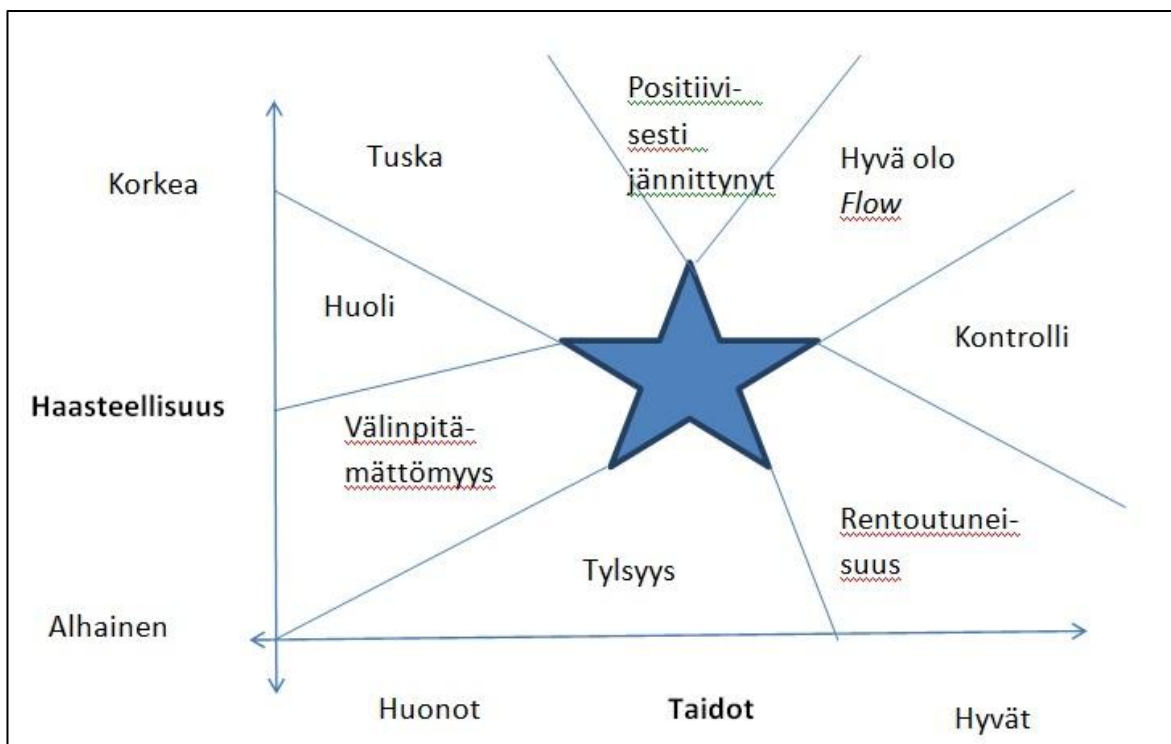 Positiivi-
sesti
jännittynyt
Tuska
Hyvä olo
Flow
Korkea
Huoli
Kontrolli
Haasteellisuus
Välinpitä-
mättömyys
Rentoutunei-
suus
Tylsyys
Alhainen
Huonot
Taidot
Hyvät